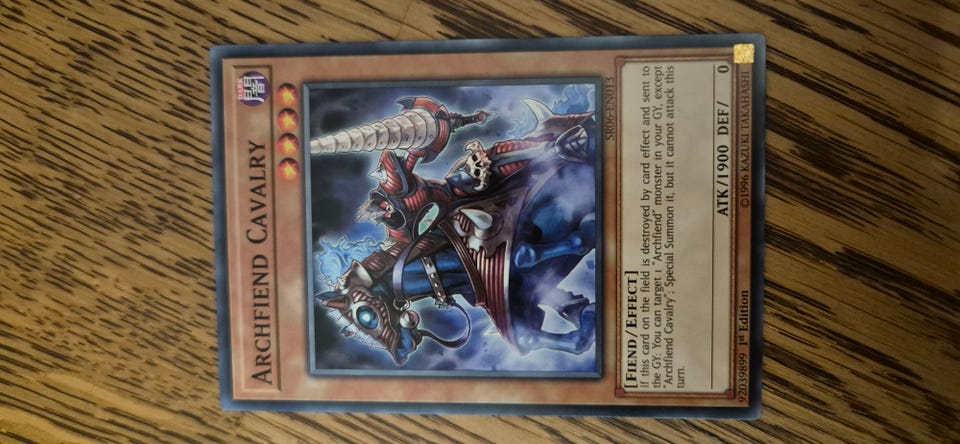 ARCHFIEND CAVALRY
DARK
闇
SR06-EN013
[FIEND/EFFECT]
If this card on the field is destroyed by card effect and sent to
the GY: You can target 1 "Archfiend" monster in your GY, except
"Archfiend Cavalry"; Special Summon it, but it cannot attack this
turn.
ATK/1900 DEF/ 0
92039899 1st Edition ©1996 KAZUKI TAKAHASHI